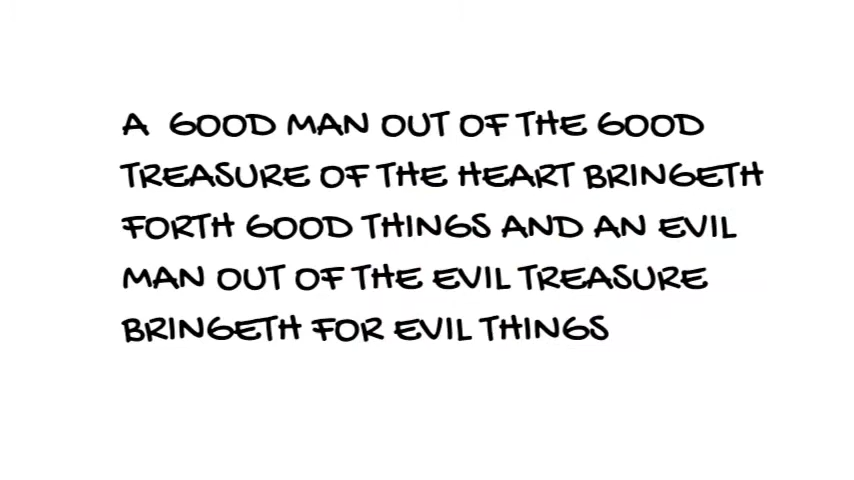 A GOOD MAN OUT OF THE GOOD
TREASURE OF THE HEART BRINGETH
FORTH GOOD THINGS AND AN EVIL
MAN OUT OF THE EVIL TREASURE
BRINGETH FOR EVIL THINGS